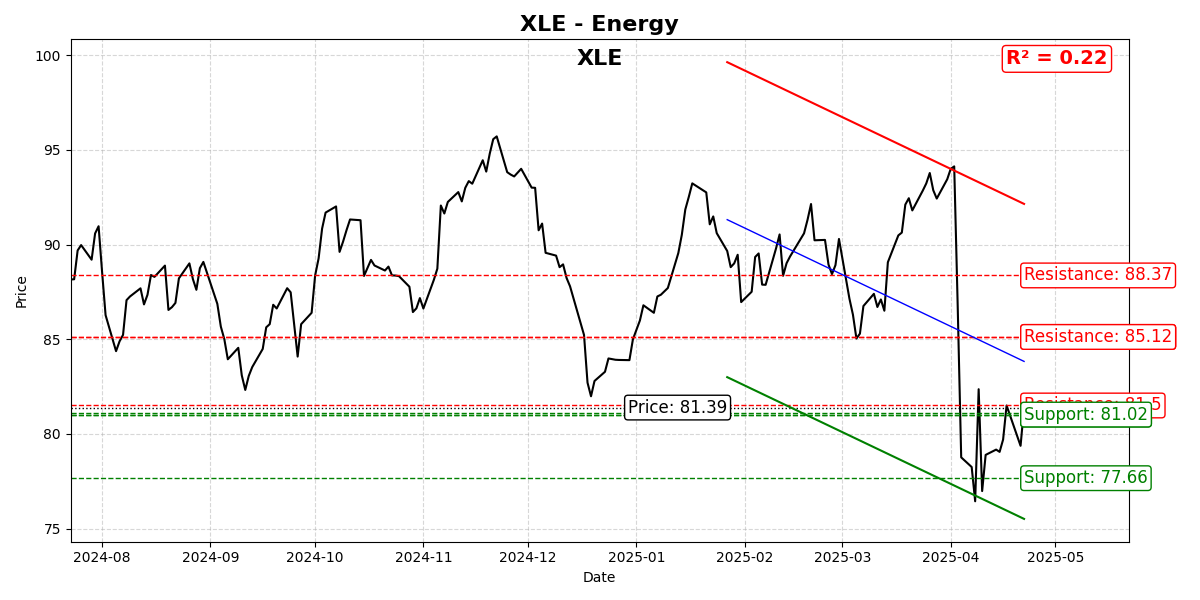 XLE - Energy
XLE
R² = 0.22
100
95
90
85
80
75
Price
Resistance: 88.37
Resistance: 85.12
Resistance: 81.5
Support: 81.02
Price: 81.39
Support: 77.66
2024-08
2024-09
2024-10
2024-11
2024-12
2025-01
2025-02
2025-03
2025-04
2025-05
Date